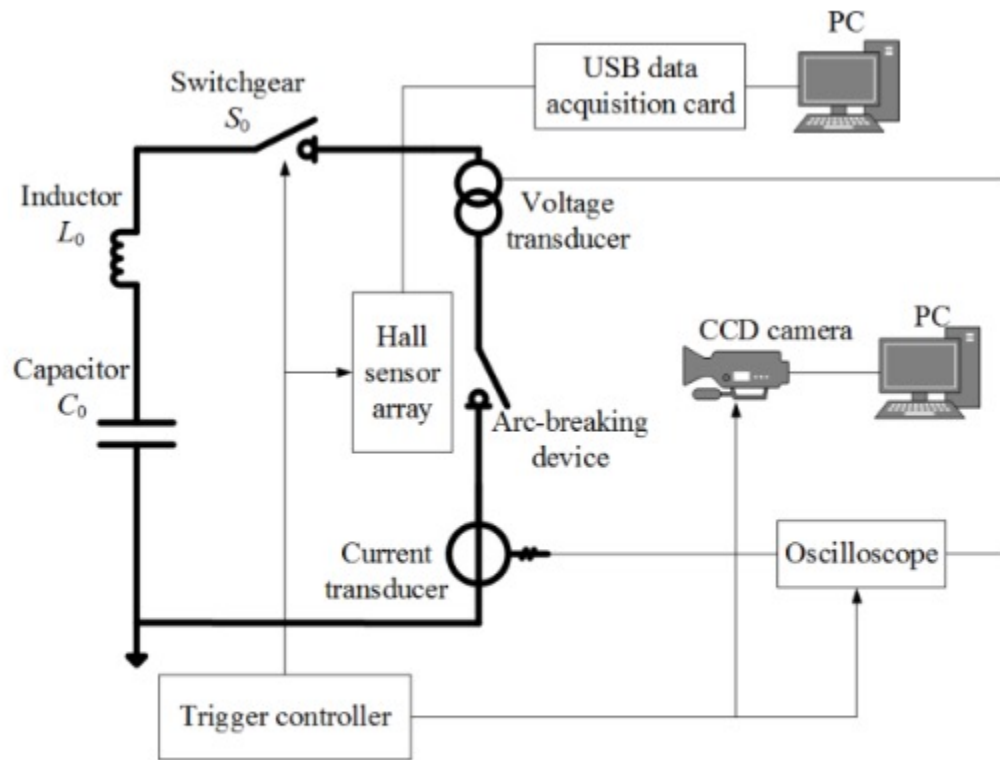 PC
USB data
acquisition card
Switchgear
S0
Inductor
L0
Voltage
transducer
Hall
sensor
array
CCD camera
PC
Capacitor
C0
Arc-breaking
device
Current
transducer
Oscilloscope
Trigger controller